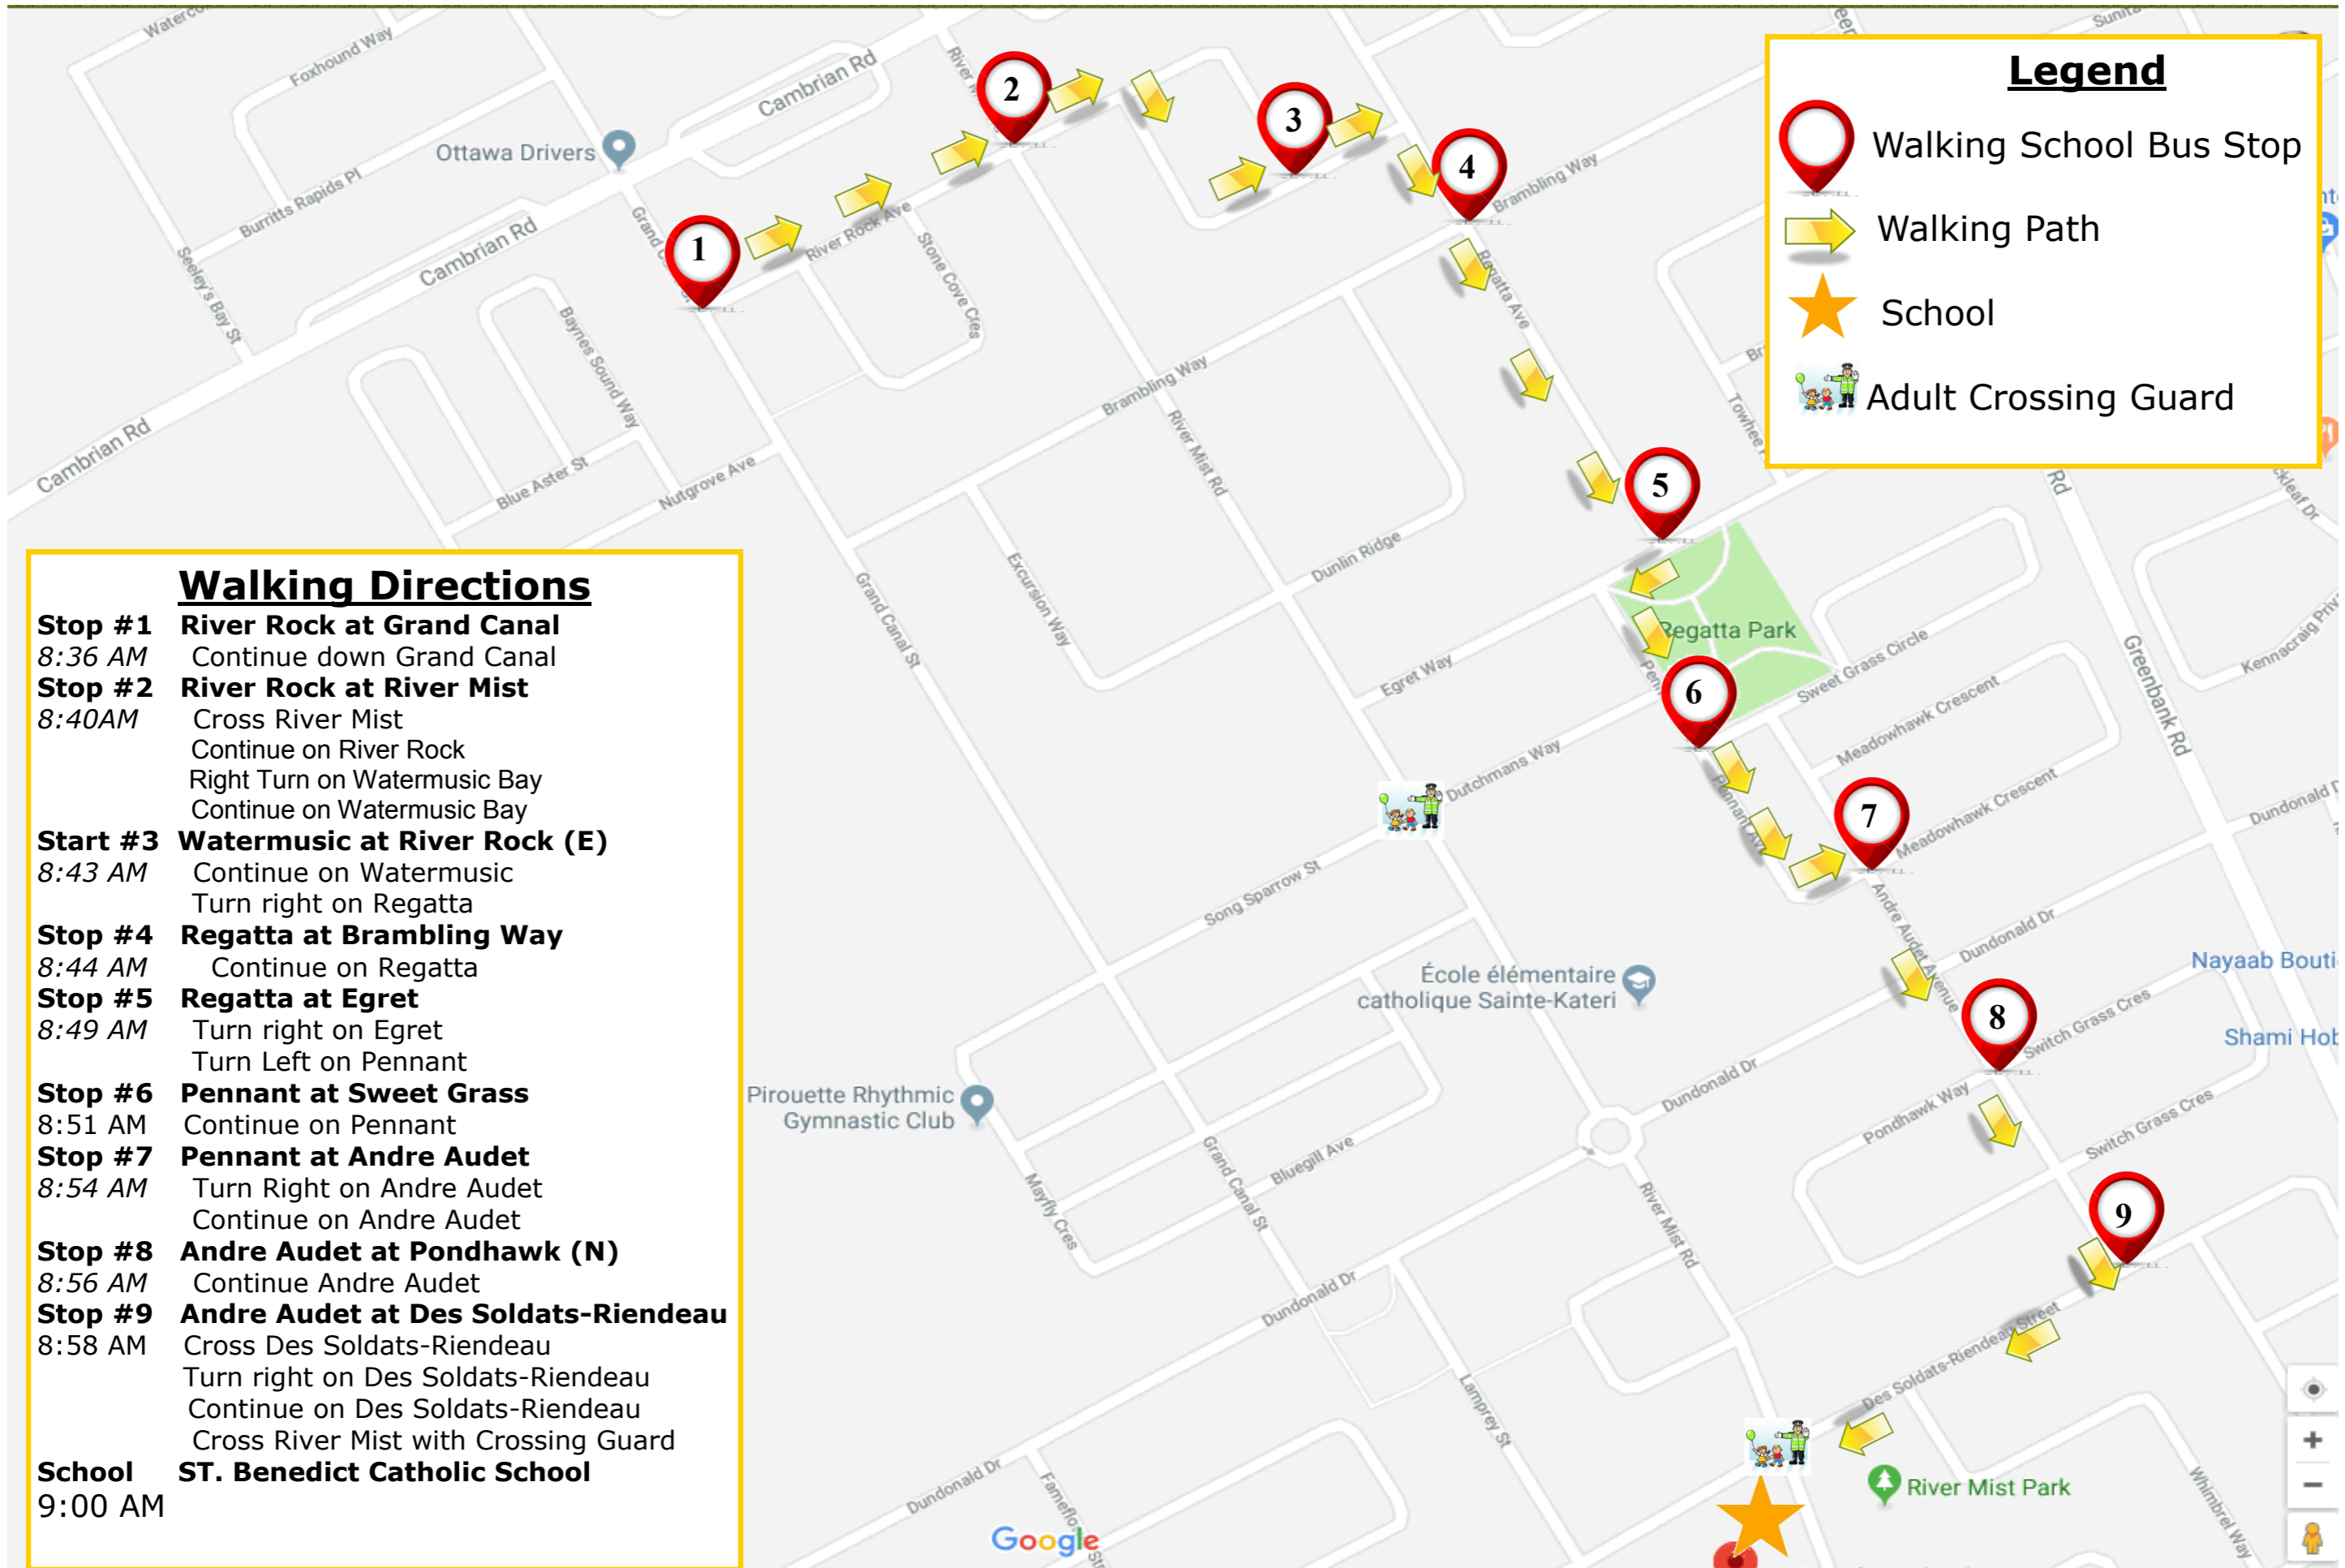 Legend
Walking School Bus Stop
Walking Path
School
Adult Crossing Guard
Walking Directions
Stop #1 River Rock at Grand Canal
8:36 AM Continue down Grand Canal
Stop #2 River Rock at River Mist
8:40AM Cross River Mist
Continue on River Rock
Right Turn on Watermusic Bay
Continue on Watermusic Bay
Start #3 Watermusic at River Rock (E)
8:43 AM Continue on Watermusic
Turn right on Regatta
Stop #4 Regatta at Brambling Way
8:44 AM Continue on Regatta
Stop #5 Regatta at Egret
8:49 AM Turn right on Egret
Turn Left on Pennant
Stop #6 Pennant at Sweet Grass
8:51 AM Continue on Pennant
Stop #7 Pennant at Andre Audet
8:54 AM Turn Right on Andre Audet
Continue on Andre Audet
Stop #8 Andre Audet at Pondhawk (N)
8:56 AM Continue Andre Audet
Stop #9 Andre Audet at Des Soldats-Riendeau
8:58 AM Cross Des Soldats-Riendeau
Turn right on Des Soldats-Riendeau
Continue on Des Soldats-Riendeau
Cross River Mist with Crossing Guard
School ST. Benedict Catholic School
9:00 AM
1
2
3
4
5
6
7
8
9
Foxhound Way
Cambrian Rd
Ottawa Drivers
Burritts Rapids Pl
Cambrian Rd
Seeley's Bay St
River Rock Ave
Stone Cove Cres
Baynes Sound Way
Cambrian Rd
Blue Aster St
Nutgrove Ave
Brambling Way
Brambling Way
Regatta Ave
River Mist Rd
Dunlin Ridge
Excursion Way
Grand Canal St
Egret Way
Regatta Park
Sweet Grass Circle
Meadowhawk Crescent
Meadowhawk Crescent
Greenbank Rd
Rd
Dutchmans Way
Pennant Ave
Song Sparrow St
Andre Audet Avenue
Dundonald Dr
Dundonald
Nayaab Bouti
Shami Hob
École élémentaire
catholique Sainte-Kateri
Switch Grass Cres
Switch Grass Cres
Pondhawk Way
Dundonald Dr
Pirouette Rhythmic
Gymnastic Club
Mayfly Cres
Bluegill Ave
Grand Canal St
River Mist Rd
Dundonald Dr
Lamprey St
Des Soldats-Riendeau Street
River Mist Park
Whimbrel Way
Dundonald Dr
Google